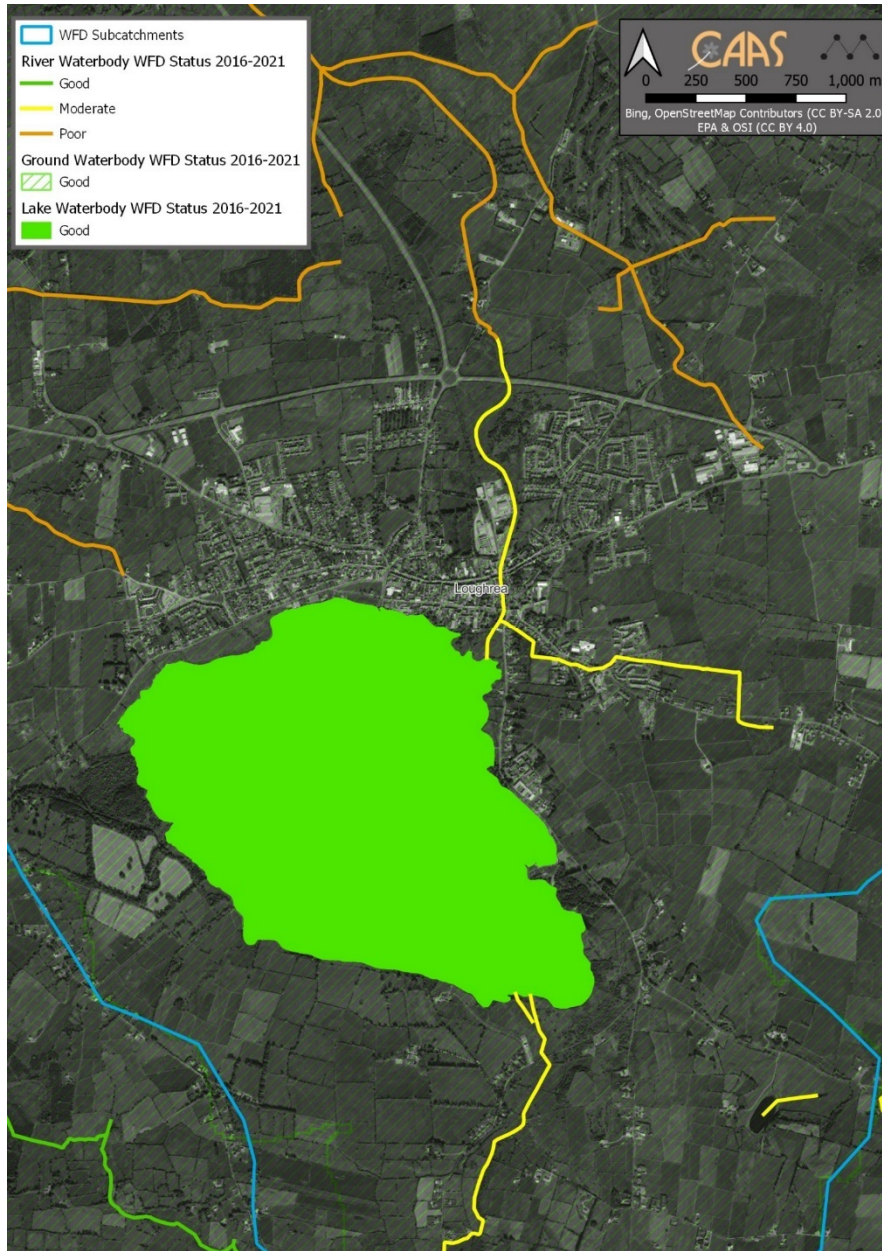 WFD Subcatchments
River Waterbody WFD Status 2016-2021
Good
Moderate
Poor
Ground Waterbody WFD Status 2016-2021
Good
Lake Waterbody WFD Status 2016-2021
Good
CAAS
0 250 500 750 1,000 m
Bing, OpenStreetMap Contributors (CC BY-SA 2.0)
EPA & OSI (CC BY 4.0)
Loughrea